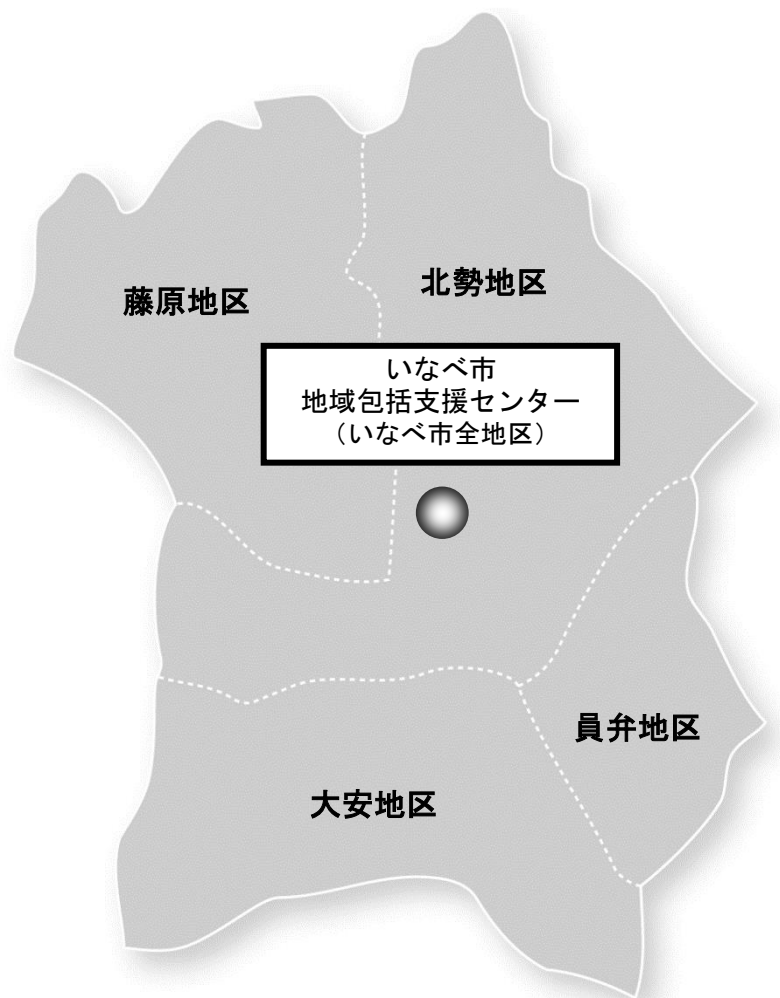 北勢地区
藤原地区
いなべ市
地域包括支援センター
（いなべ市全地区）
員弁地区
大安地区